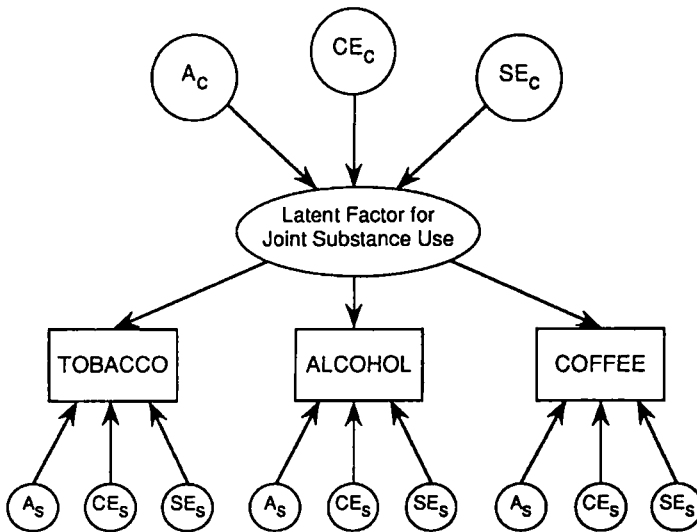 A_C
CE_C
SE_C
Latent Factor for
Joint Substance Use
TOBACCO
ALCOHOL
COFFEE
A_S
CE_S
SE_S
A_S
CE_S
SE_S
A_S
CE_S
SE_S